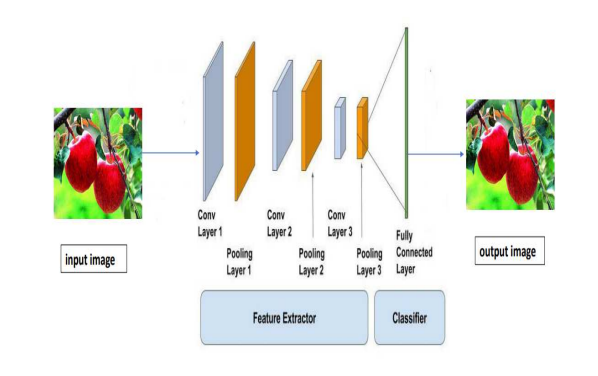 input image
Conv
Layer 1
Pooling
Layer 1
Conv
Layer 2
Pooling
Layer 2
Conv
Layer 3
Pooling
Layer 3
Fully
Connected
Layer
output image
Feature Extractor
Classifier